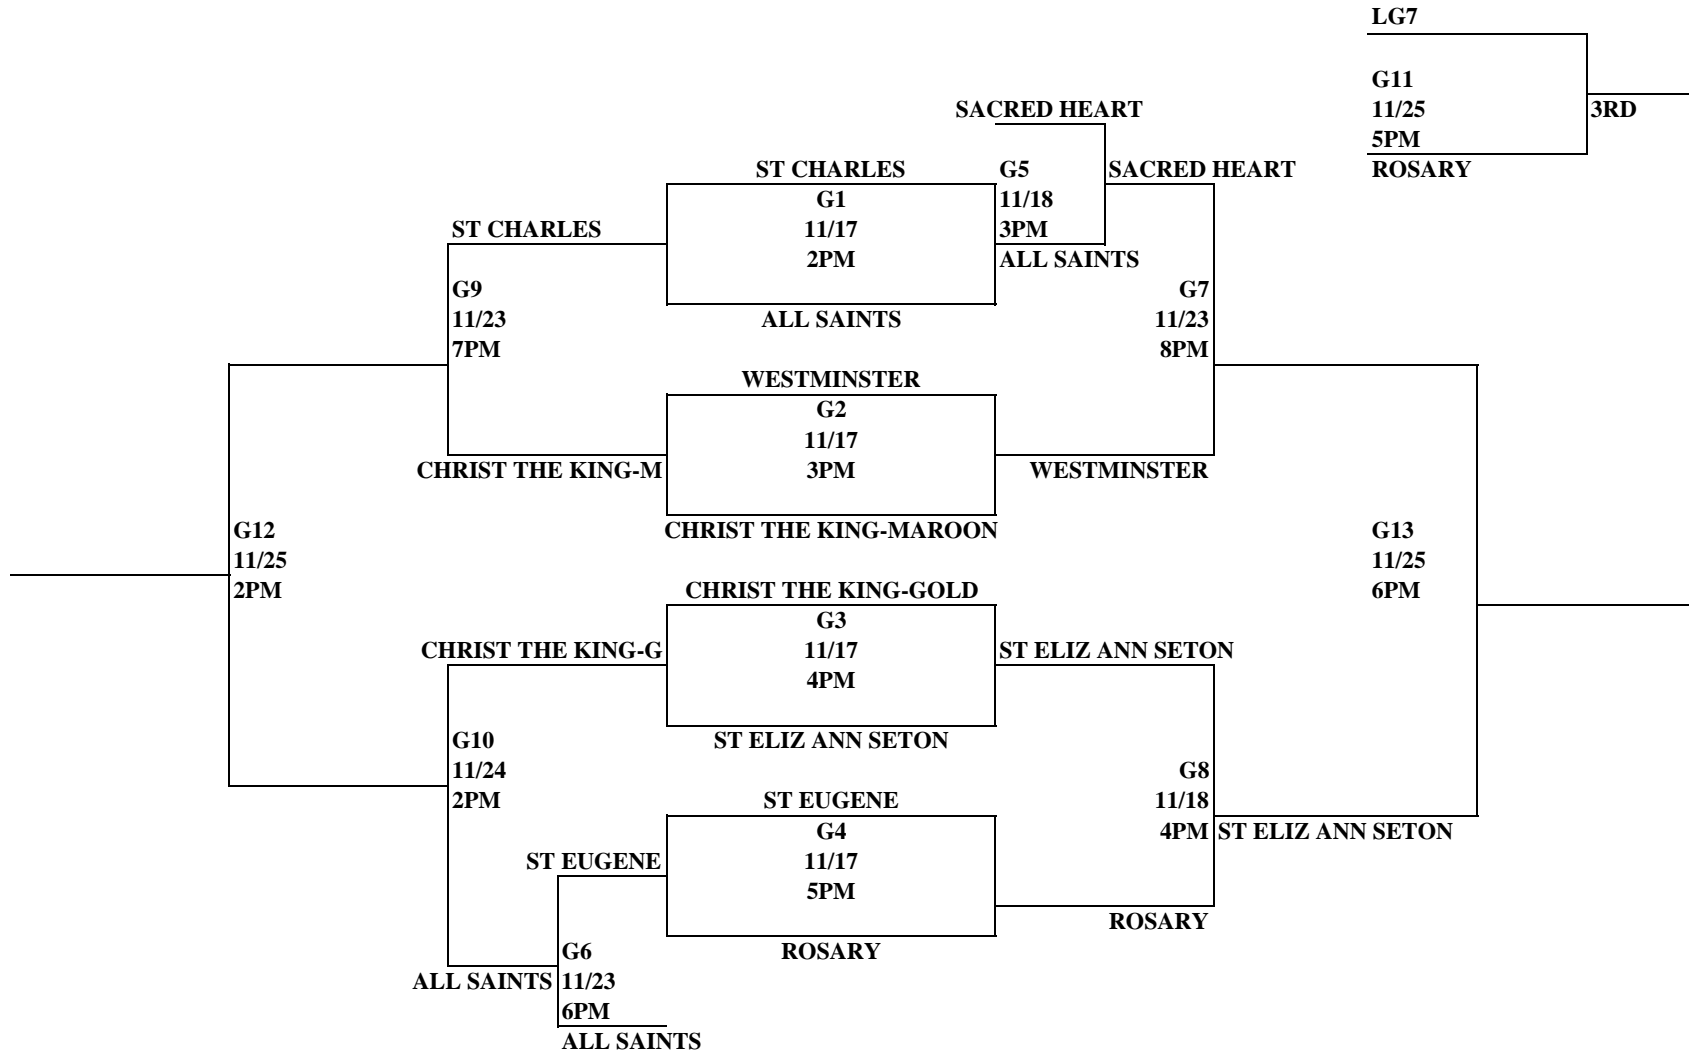 LG7
G11
11/25
5PM
3RD
ROSARY
SACRED HEART
G5
11/18
3PM
SACRED HEART
ALL SAINTS
ST CHARLES
G1
11/17
2PM
ALL SAINTS
ST CHARLES
G9
11/23
7PM
G7
11/23
8PM
WESTMINSTER
G2
11/17
3PM
CHRIST THE KING-MAROON
CHRIST THE KING-M
WESTMINSTER
G12
11/25
2PM
G13
11/25
6PM
CHRIST THE KING-GOLD
G3
11/17
4PM
ST ELIZ ANN SETON
CHRIST THE KING-G
ST ELIZ ANN SETON
G10
11/24
2PM
G8
11/18
4PM
ST ELIZ ANN SETON
ST EUGENE
G4
11/17
5PM
ROSARY
ST EUGENE
ROSARY
G6
11/23
6PM
ALL SAINTS
ALL SAINTS